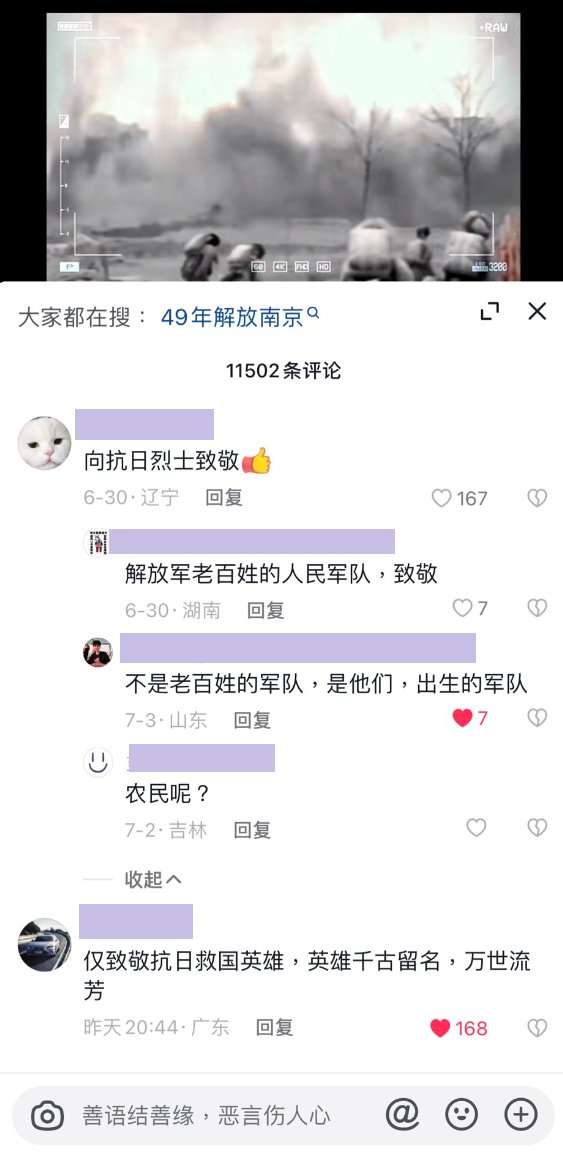 +RAW
P
60 4K FHD HD
ISO 3200
大家都在搜：49年解放南京
11502条评论
向抗日烈士致敬👍
6-30·辽宁 回复 167
解放军老百姓的人民军队，致敬
6-30·湖南 回复 7
不是老百姓的军队，是他们，出生的军队
7-3·山东 回复 7
农民呢？
7-2·吉林 回复
收起
仅致敬抗日救国英雄，英雄千古留名，万世流
芳
昨天20:44·广东 回复 168
善语结善缘，恶言伤人心